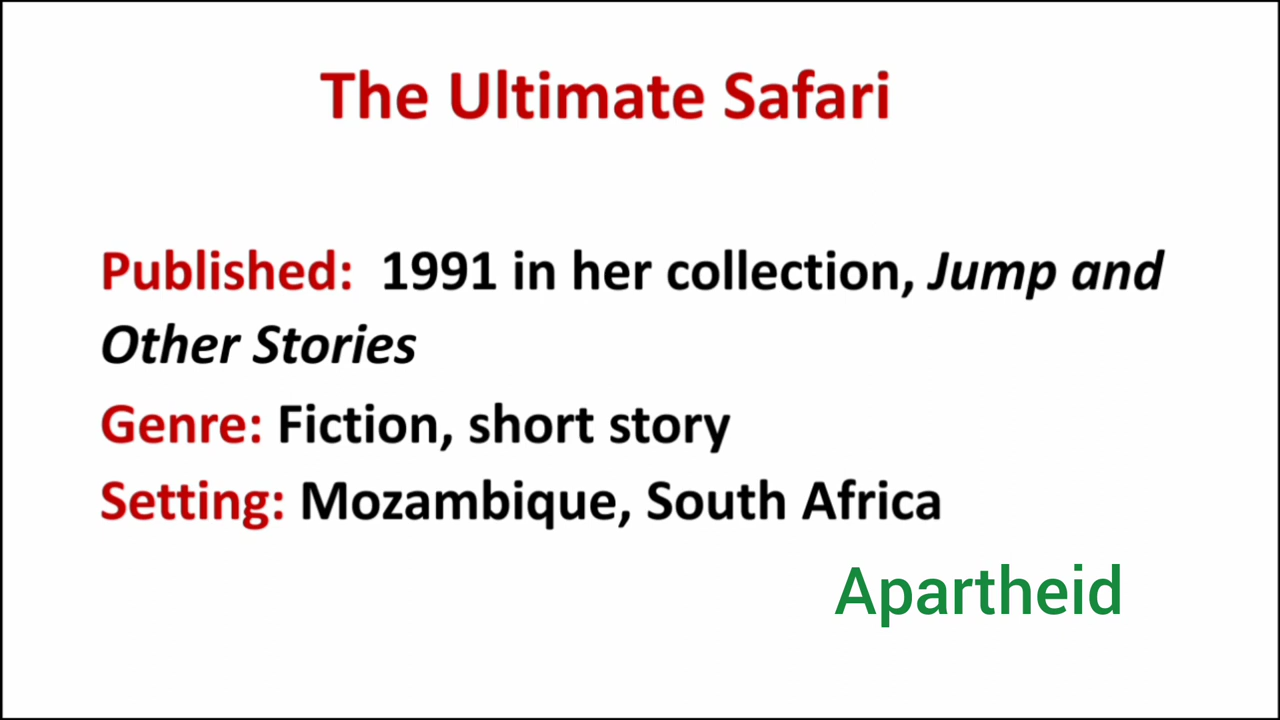 The Ultimate Safari
Published: 1991 in her collection, Jump and
Other Stories
Genre: Fiction, short story
Setting: Mozambique, South Africa
Apartheid